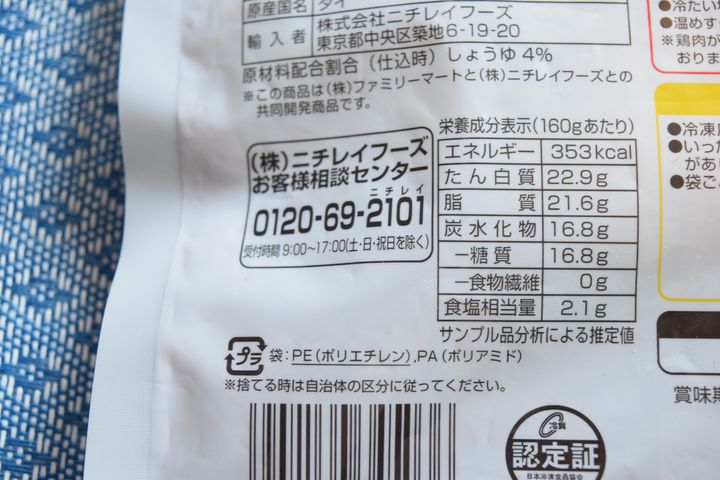 原産国名 タイ
輸入者 株式会社ニチレイフーズ
東京都中央区築地6-19-20
原材料配合割合（仕込時）しょうゆ 4%
※この商品は（株）ファミリーマートと（株）ニチレイフーズとの
共同開発商品です。
（株）ニチレイフーズ
お客様相談センター
ニチレイ
0120-69-2101
受付時間 9:00～17:00（土・日・祝日を除く）
栄養成分表示（160gあたり）
エネルギー 353kcal
たん白質 22.9g
脂質 21.6g
炭水化物 16.8g
－糖質 16.8g
－食物繊維 0g
食塩相当量 2.1g
サンプル品分析による推定値
プラ 袋：PE（ポリエチレン）,PA（ポリアミド）
※捨てる時は自治体の区分に従ってください。
冷食
認定証
日本冷凍食品協会
●冷たい
●温めす
※鶏肉が
おりま
●冷凍
●いった
があ
●袋ご
賞味期